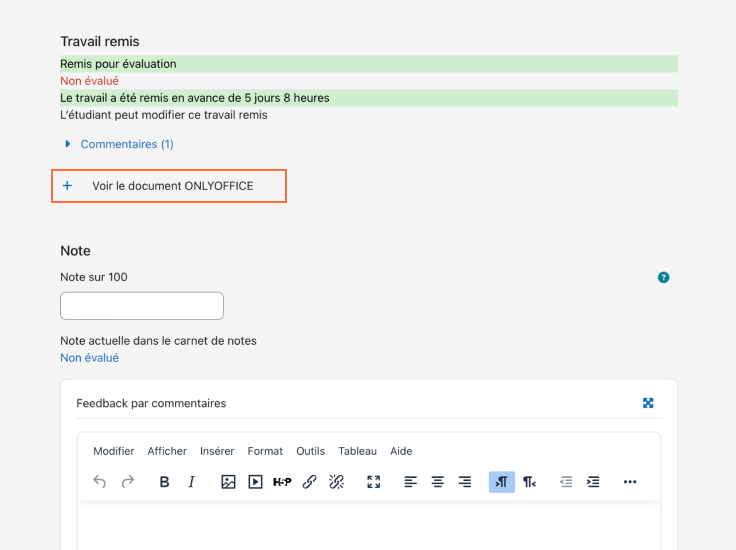 Travail remis
Remis pour évaluation
Non évalué
Le travail a été remis en avance de 5 jours 8 heures
L'étudiant peut modifier ce travail remis
Commentaires (1)
Voir le document ONLYOFFICE
Note
Note sur 100
?
Note actuelle dans le carnet de notes
Non évalué
Feedback par commentaires
Modifier Afficher Insérer Format Outils Tableau Aide
B I H-P